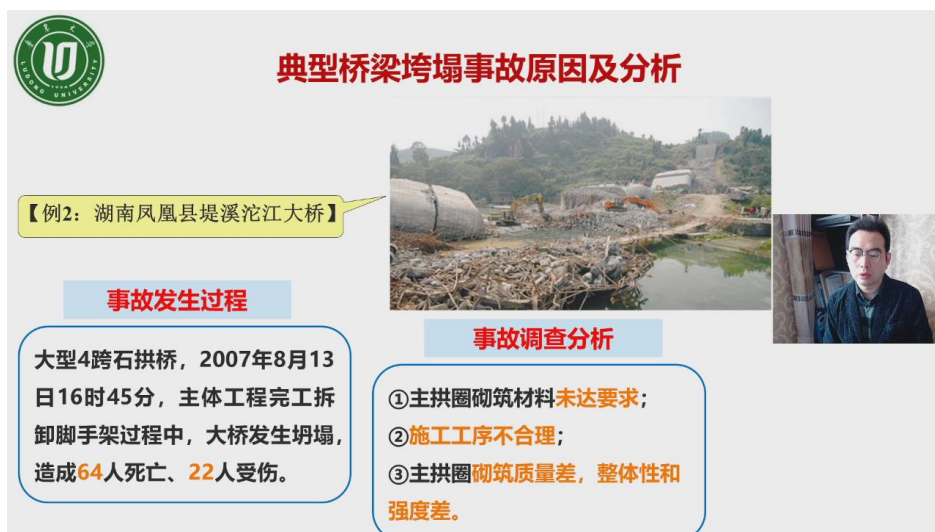 典型桥梁垮塌事故原因及分析
【例2：湖南凤凰县堤溪沱江大桥】
事故发生过程
大型4跨石拱桥，2007年8月13
日16时45分，主体工程完工拆
卸脚手架过程中，大桥发生坍塌，
造成64人死亡、22人受伤。
事故调查分析
①主拱圈砌筑材料未达要求；
②施工工序不合理；
③主拱圈砌筑质量差，整体性和
强度差。
LUDONG UNIVERSITY